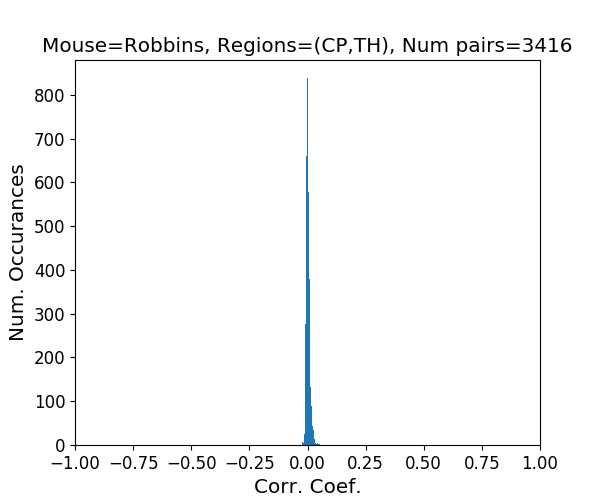 Mouse=Robbins, Regions=(CP,TH), Num pairs=3416
Num. Occurances
800
700
600
500
400
300
200
100
0
−1.00 −0.75 −0.50 −0.25 0.00 0.25 0.50 0.75 1.00
Corr. Coef.